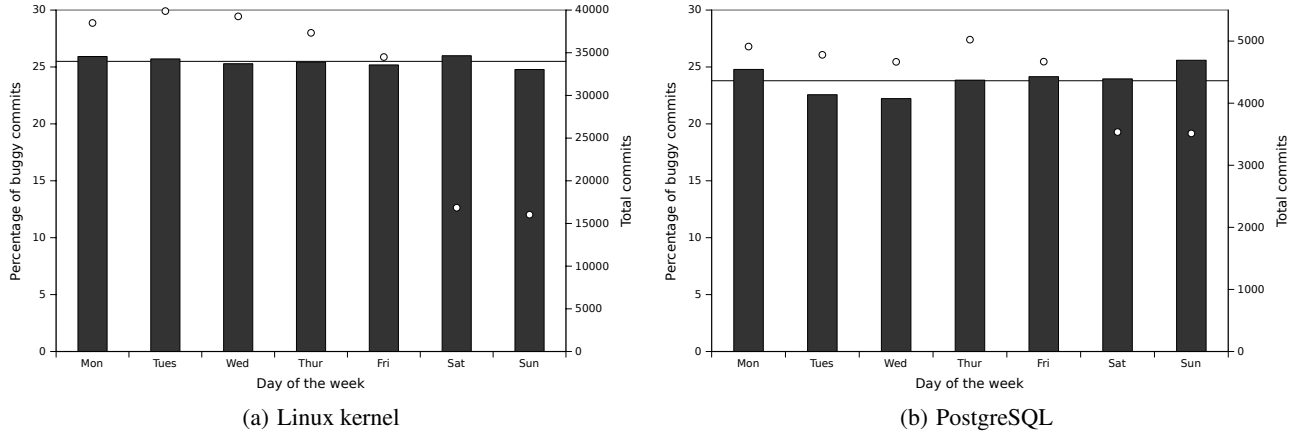 30
25
20
15
10
5
0
Percentage of buggy commits
40000
35000
30000
25000
20000
15000
10000
5000
0
Total commits
Mon Tues Wed Thur Fri Sat Sun
Day of the week
(a) Linux kernel
30
25
20
15
10
5
0
Percentage of buggy commits
5000
4000
3000
2000
1000
0
Total commits
Mon Tues Wed Thur Fri Sat Sun
Day of the week
(b) PostgreSQL